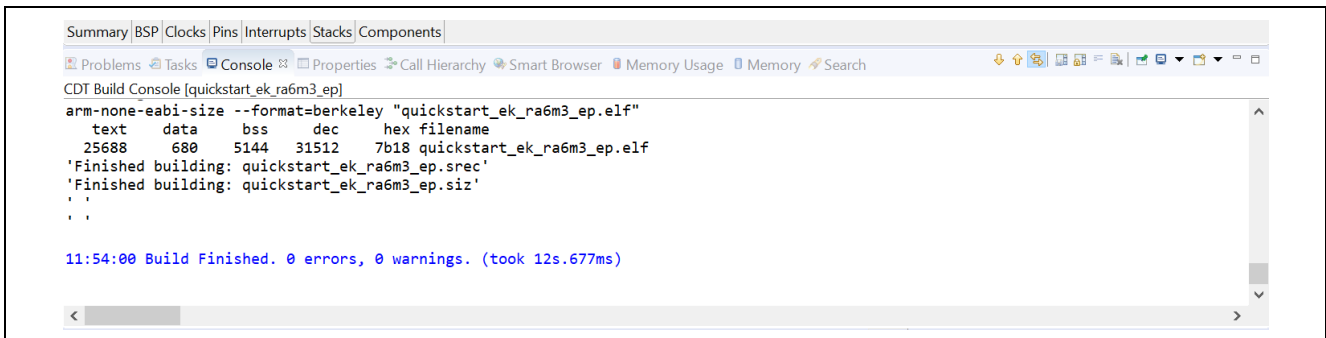 Summary BSP Clocks Pins Interrupts Stacks Components
Problems Tasks Console Properties Call Hierarchy Smart Browser Memory Usage Memory Search
CDT Build Console [quickstart_ek_ra6m3_ep]
arm-none-eabi-size --format=berkeley "quickstart_ek_ra6m3_ep.elf"
text data bss dec hex filename
25688 680 5144 31512 7b18 quickstart_ek_ra6m3_ep.elf
'Finished building: quickstart_ek_ra6m3_ep.srec'
'Finished building: quickstart_ek_ra6m3_ep.siz'
' '
' '
11:54:00 Build Finished. 0 errors, 0 warnings. (took 12s.677ms)